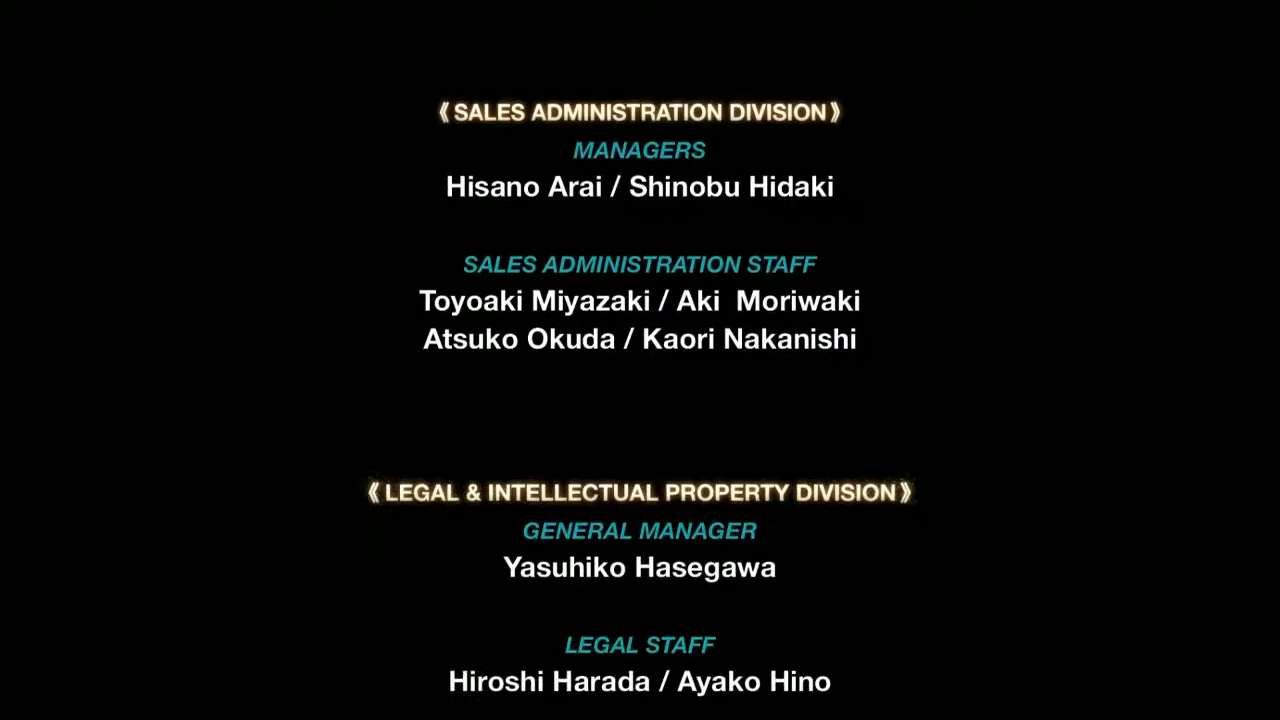 《SALES ADMINISTRATION DIVISION》
MANAGERS
Hisano Arai / Shinobu Hidaki
SALES ADMINISTRATION STAFF
Toyoaki Miyazaki / Aki  Moriwaki
Atsuko Okuda / Kaori Nakanishi
《LEGAL & INTELLECTUAL PROPERTY DIVISION》
GENERAL MANAGER
Yasuhiko Hasegawa
LEGAL STAFF
Hiroshi Harada / Ayako Hino